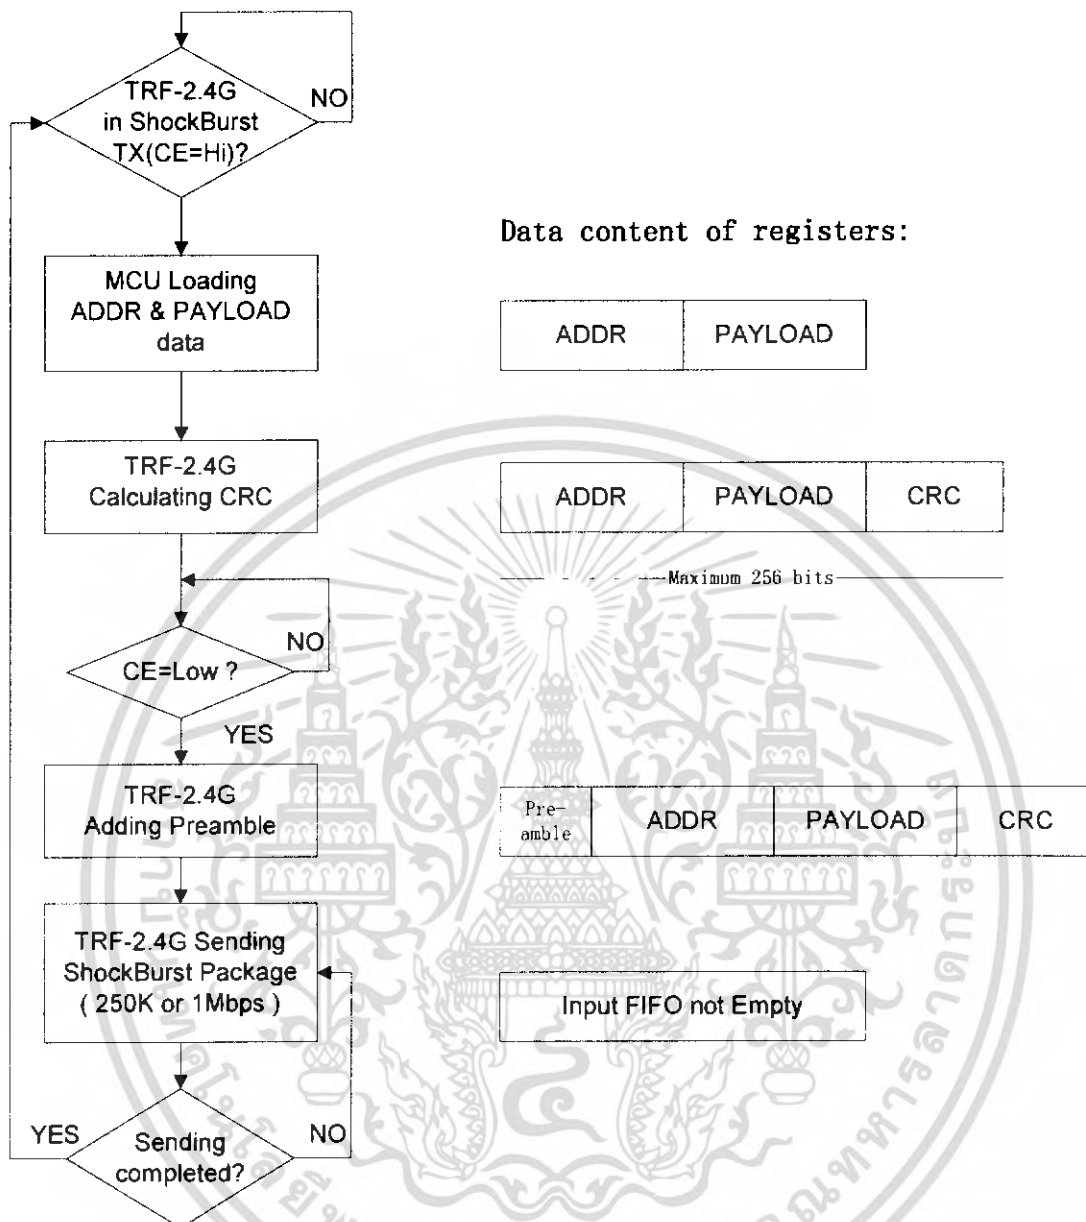 TRF-2.4G
in ShockBurst
TX(CE=Hi)?
NO
MCU Loading
ADDR & PAYLOAD
data
Data content of registers:
ADDR PAYLOAD
TRF-2.4G
Calculating CRC
ADDR PAYLOAD CRC
Maximum 256 bits
NO
CE=Low ?
YES
TRF-2.4G
Adding Preamble
Pre-
amble
ADDR PAYLOAD CRC
TRF-2.4G Sending
ShockBurst Package
( 250K or 1Mbps )
Input FIFO not Empty
YES
NO
Sending
completed?